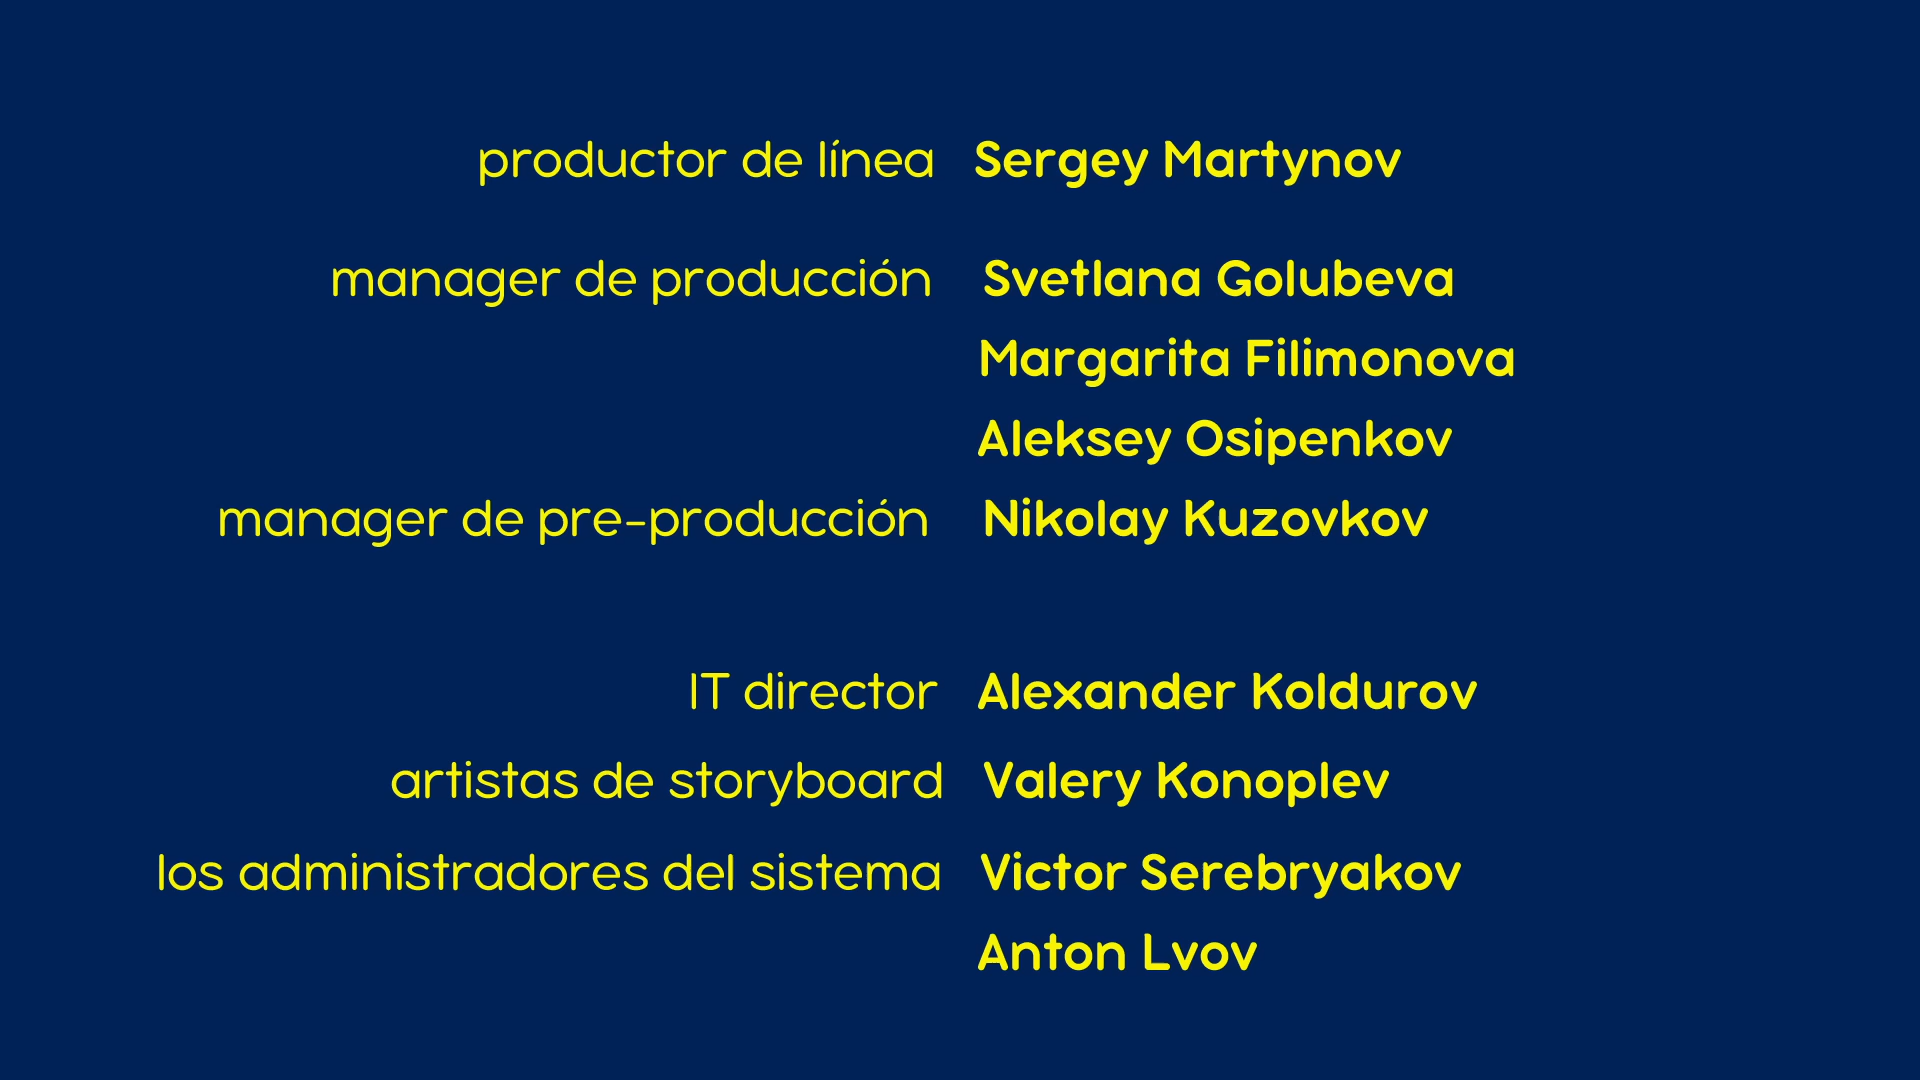 productor de línea Sergey Martynov
manager de producción Svetlana Golubeva
Margarita Filimonova
Aleksey Osipenkov
manager de pre-producción Nikolay Kuzovkov
IT director Alexander Koldurov
artistas de storyboard Valery Konoplev
los administradores del sistema Victor Serebryakov
Anton Lvov